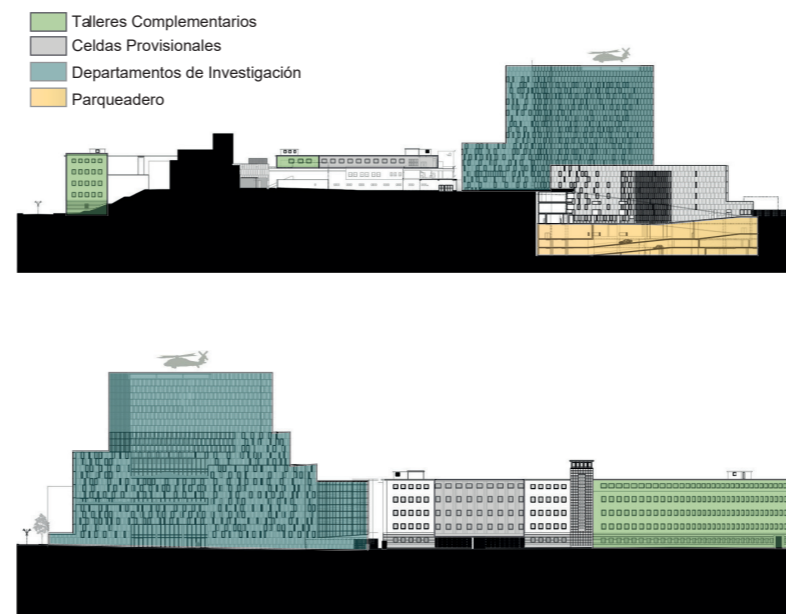 Talleres Complementarios
Celdas Provisionales
Departamentos de Investigación
Parqueadero